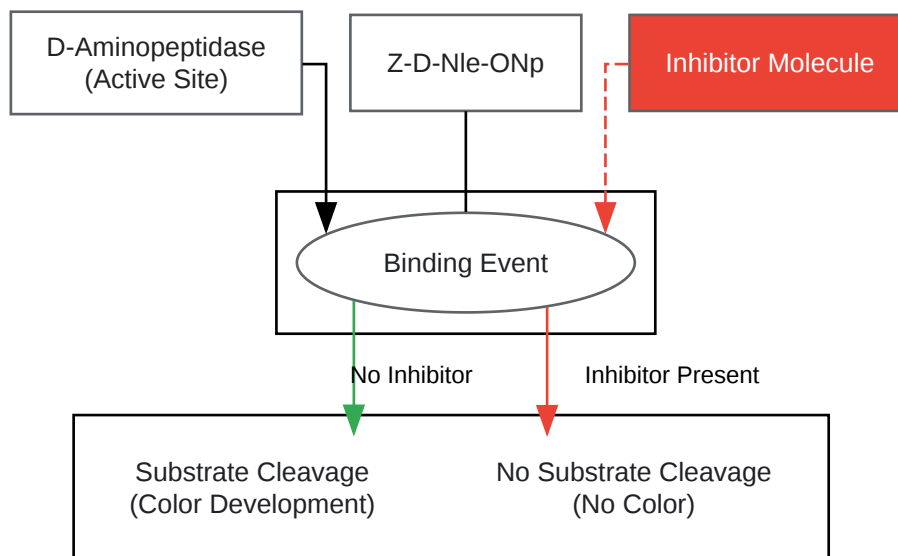 D-Aminopeptidase
(Active Site)
Z-D-Nle-ONp
Inhibitor Molecule
Binding Event
No Inhibitor
Inhibitor Present
Substrate Cleavage
(Color Development)
No Substrate Cleavage
(No Color)